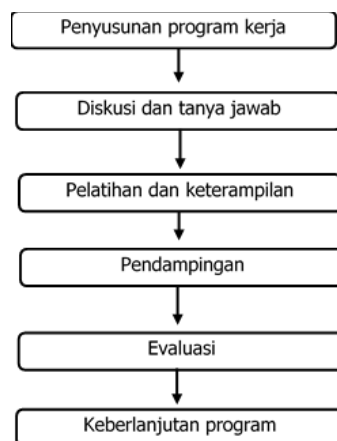 Penyusunan program kerja
Diskusi dan tanya jawab
Pelatihan dan keterampilan
Pendampingan
Evaluasi
Keberlanjutan program